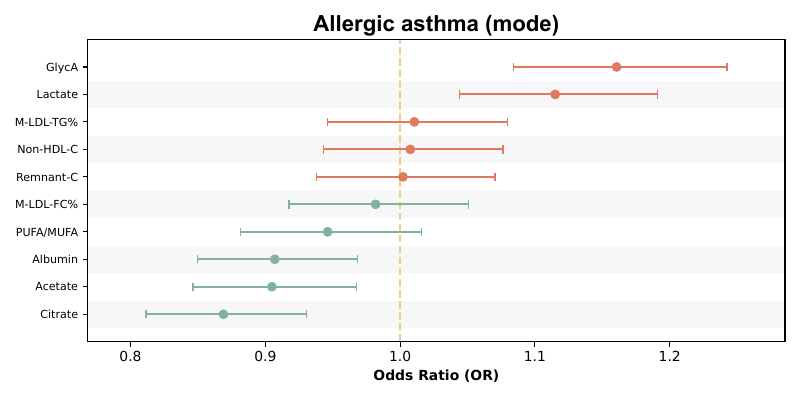 Allergic asthma (mode)
GlycA
Lactate
M-LDL-TG%
Non-HDL-C
Remnant-C
M-LDL-FC%
PUFA/MUFA
Albumin
Acetate
Citrate
0.8 0.9 1.0 1.1 1.2
Odds Ratio (OR)